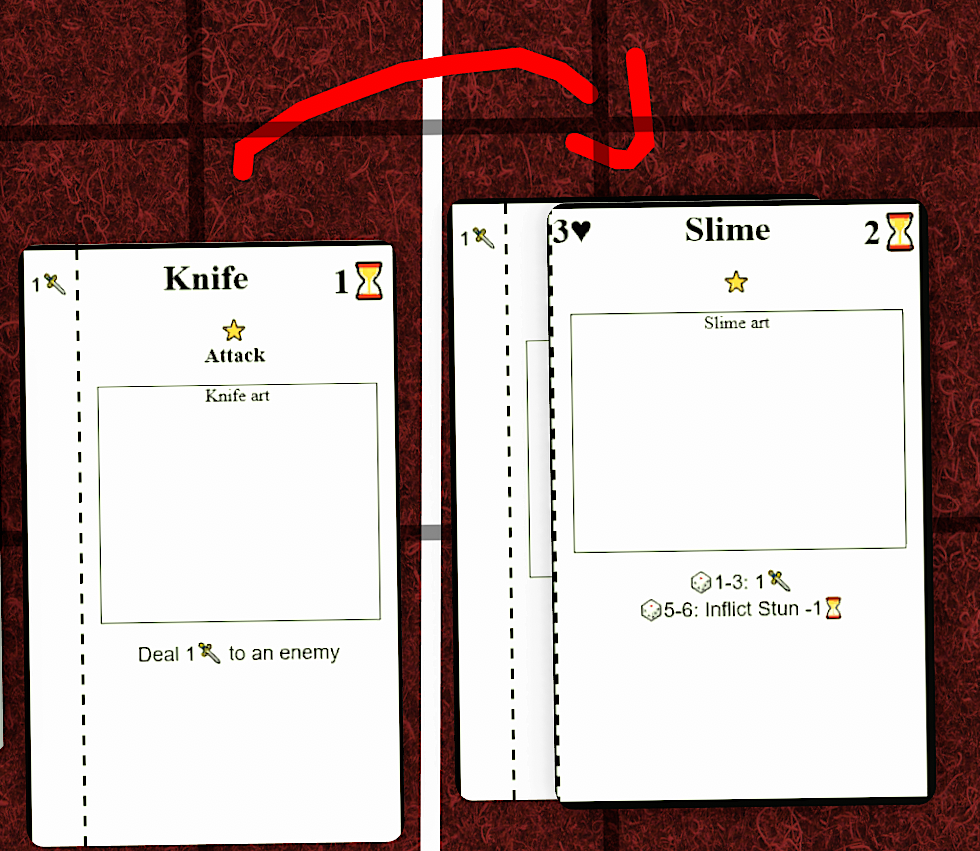 1🗡 Knife 1⏳
⭐
Attack
Knife art
Deal 1🗡 to an enemy
1🗡 3♥ Slime 2⏳
⭐
Slime art
🎲1-3: 1🗡
🎲5-6: Inflict Stun -1⏳